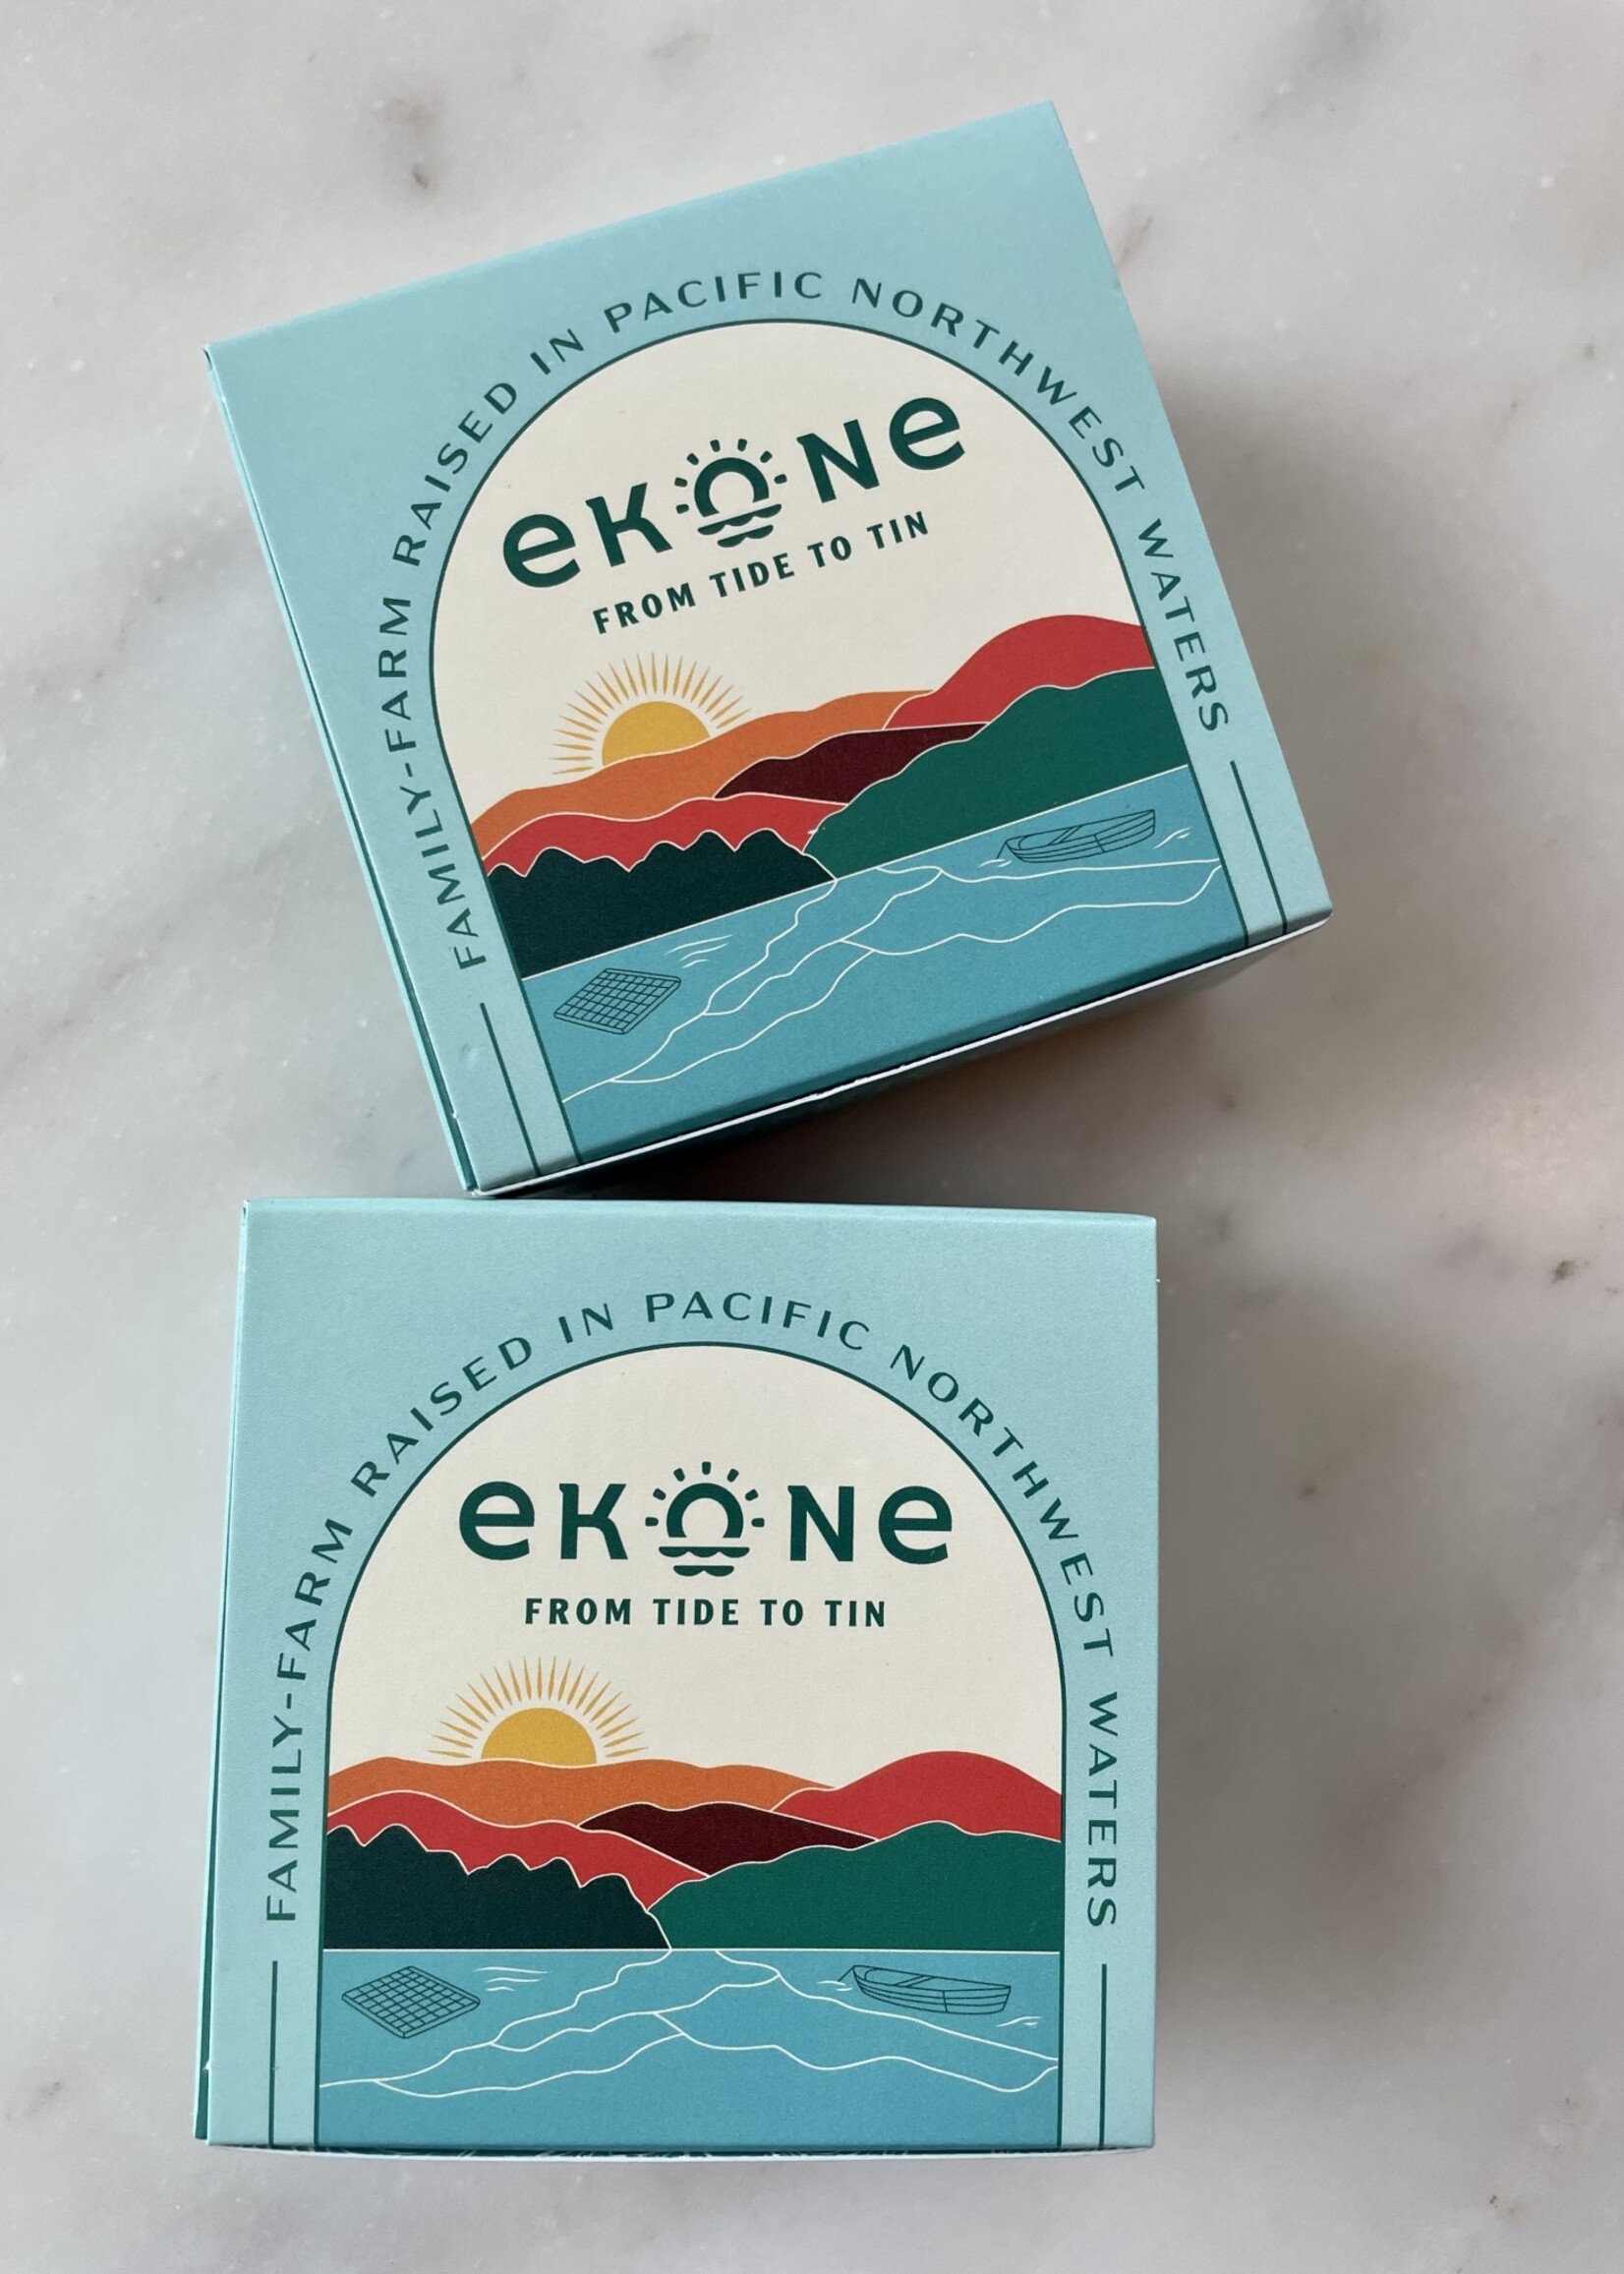 FAMILY-FARM RAISED IN PACIFIC NORTHWEST WATERS
eKONe
FROM TIDE TO TIN
FAMILY-FARM RAISED IN PACIFIC NORTHWEST WATERS
eKONe
FROM TIDE TO TIN